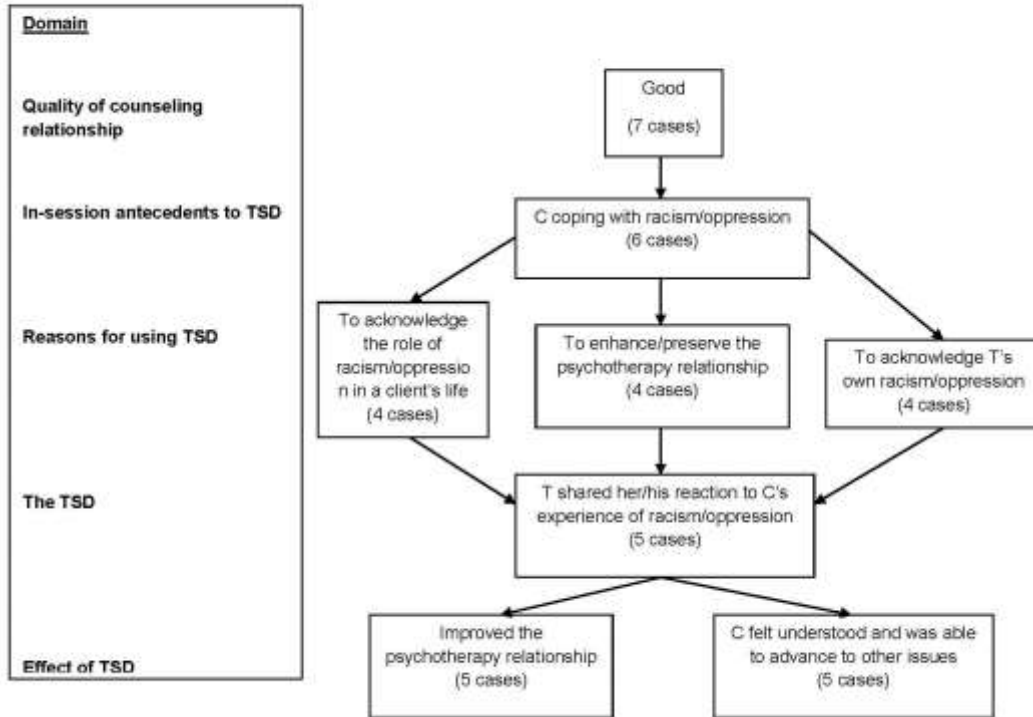 Domain
Quality of counseling
relationship
In-session antecedents to TSD
Reasons for using TSD
The TSD
Effect of TSD
Good
(7 cases)
C coping with racism/oppression
(6 cases)
To acknowledge
the role of
racism/oppressio
n in a client's life
(4 cases)
To enhance/preserve the
psychotherapy relationship
(4 cases)
To acknowledge T's
own racism/oppression
(4 cases)
T shared her/his reaction to C's
experience of racism/oppression
(5 cases)
Improved the
psychotherapy relationship
(5 cases)
C felt understood and was able
to advance to other issues
(5 cases)